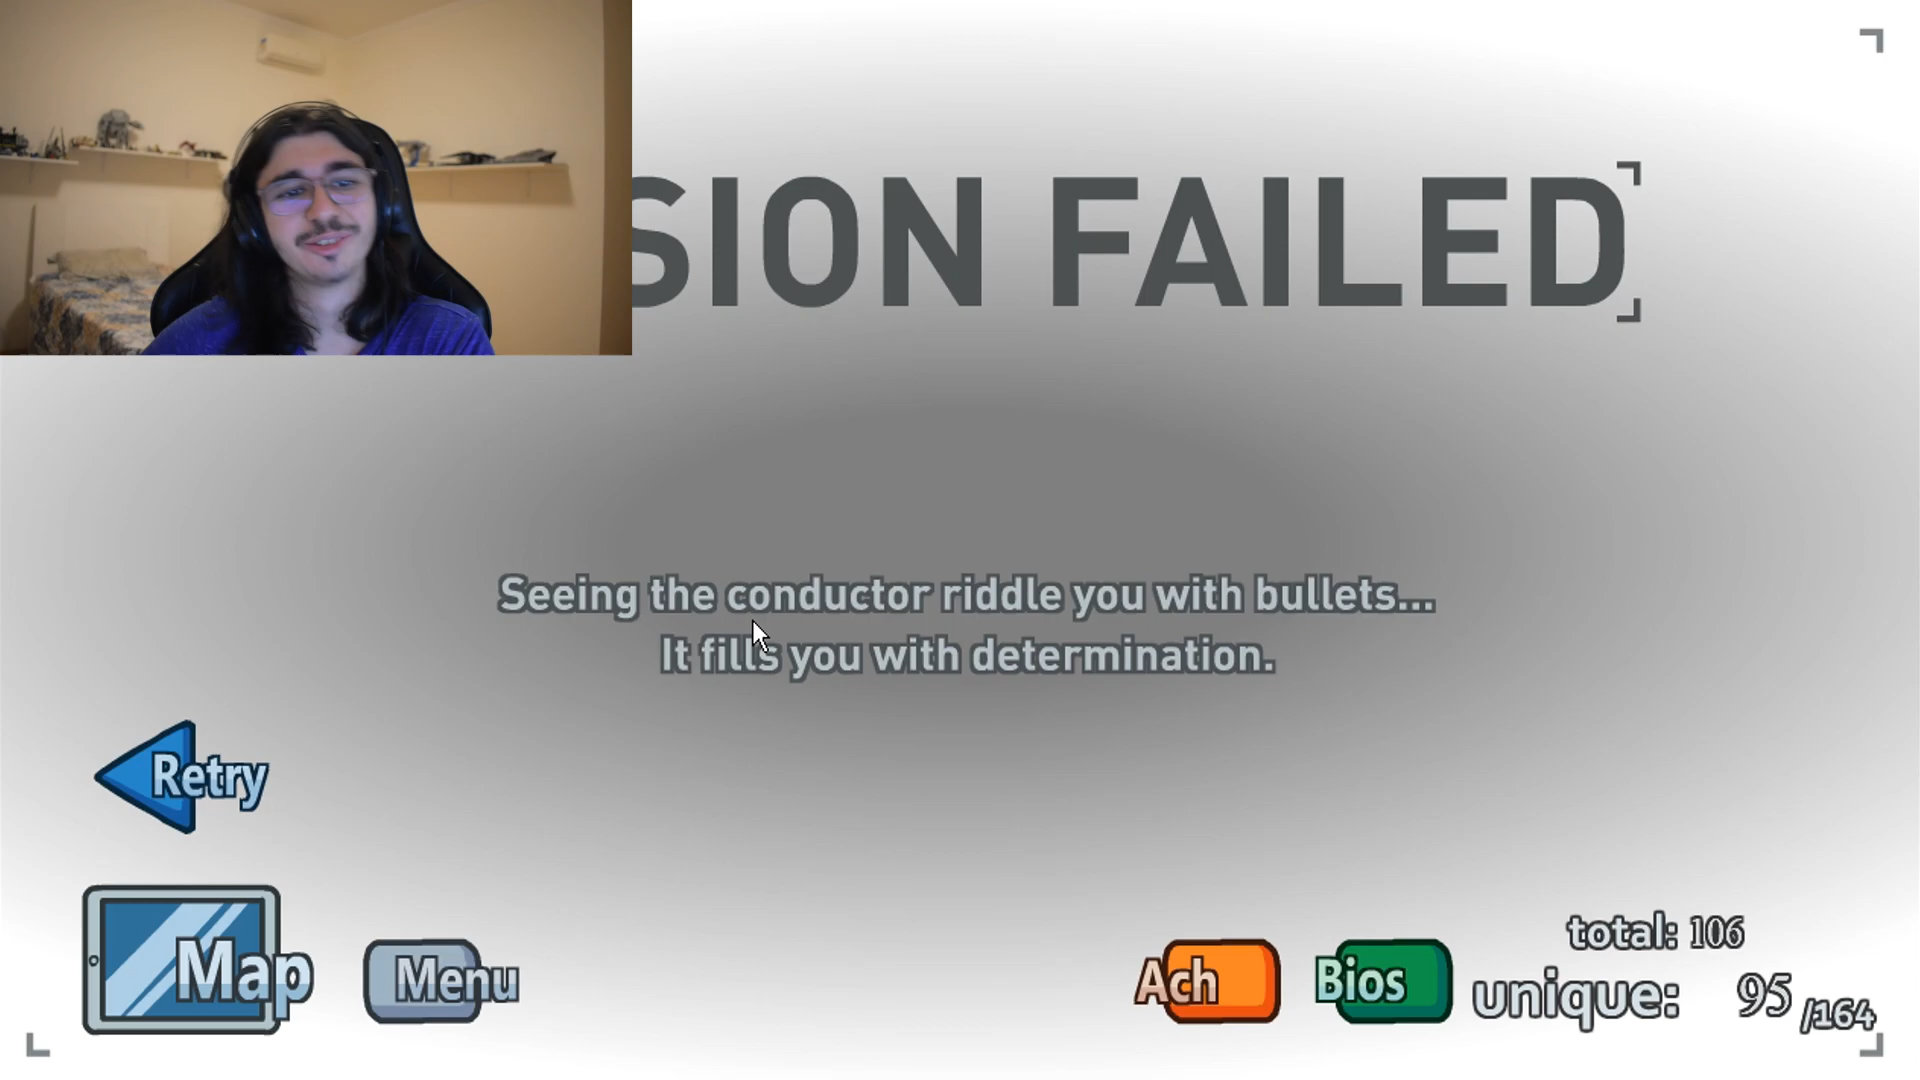 SION FAILED
Seeing the conductor riddle you with bullets...
It fills you with determination.
Retry
Map
Menu
Ach
Bios
total: 106
unique: 95 /164